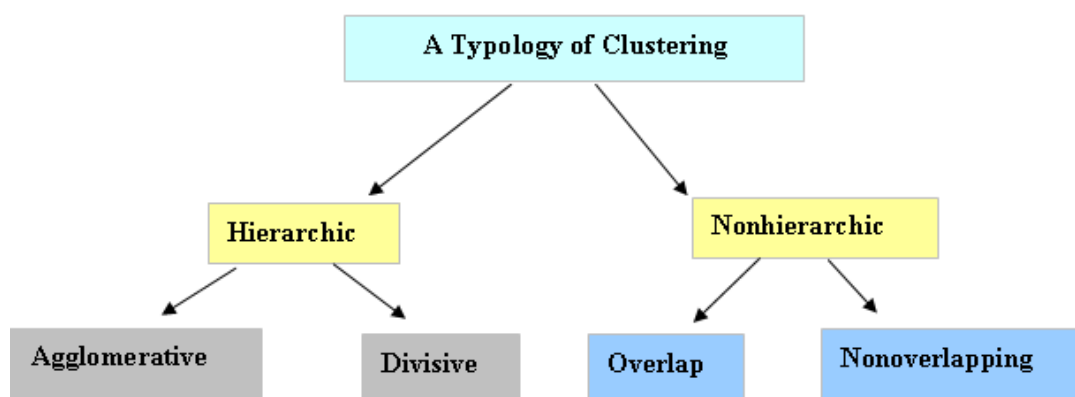 A Typology of Clustering
Hierarchic
Nonhierarchic
Agglomerative
Divisive
Overlap
Nonoverlapping